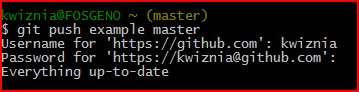 kwiznia@FOSGENO ~ (master)
$ git push example master
Username for 'https://github.com': kwiznia
Password for 'https://kwiznia@github.com':
Everything up-to-date